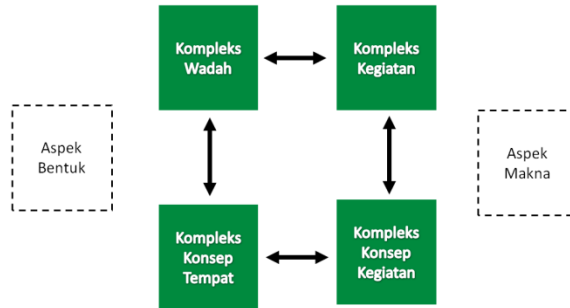 Kompleks
Wadah
Kompleks
Kegiatan
Aspek
Bentuk
Aspek
Makna
Kompleks
Konsep
Tempat
Kompleks
Konsep
Kegiatan